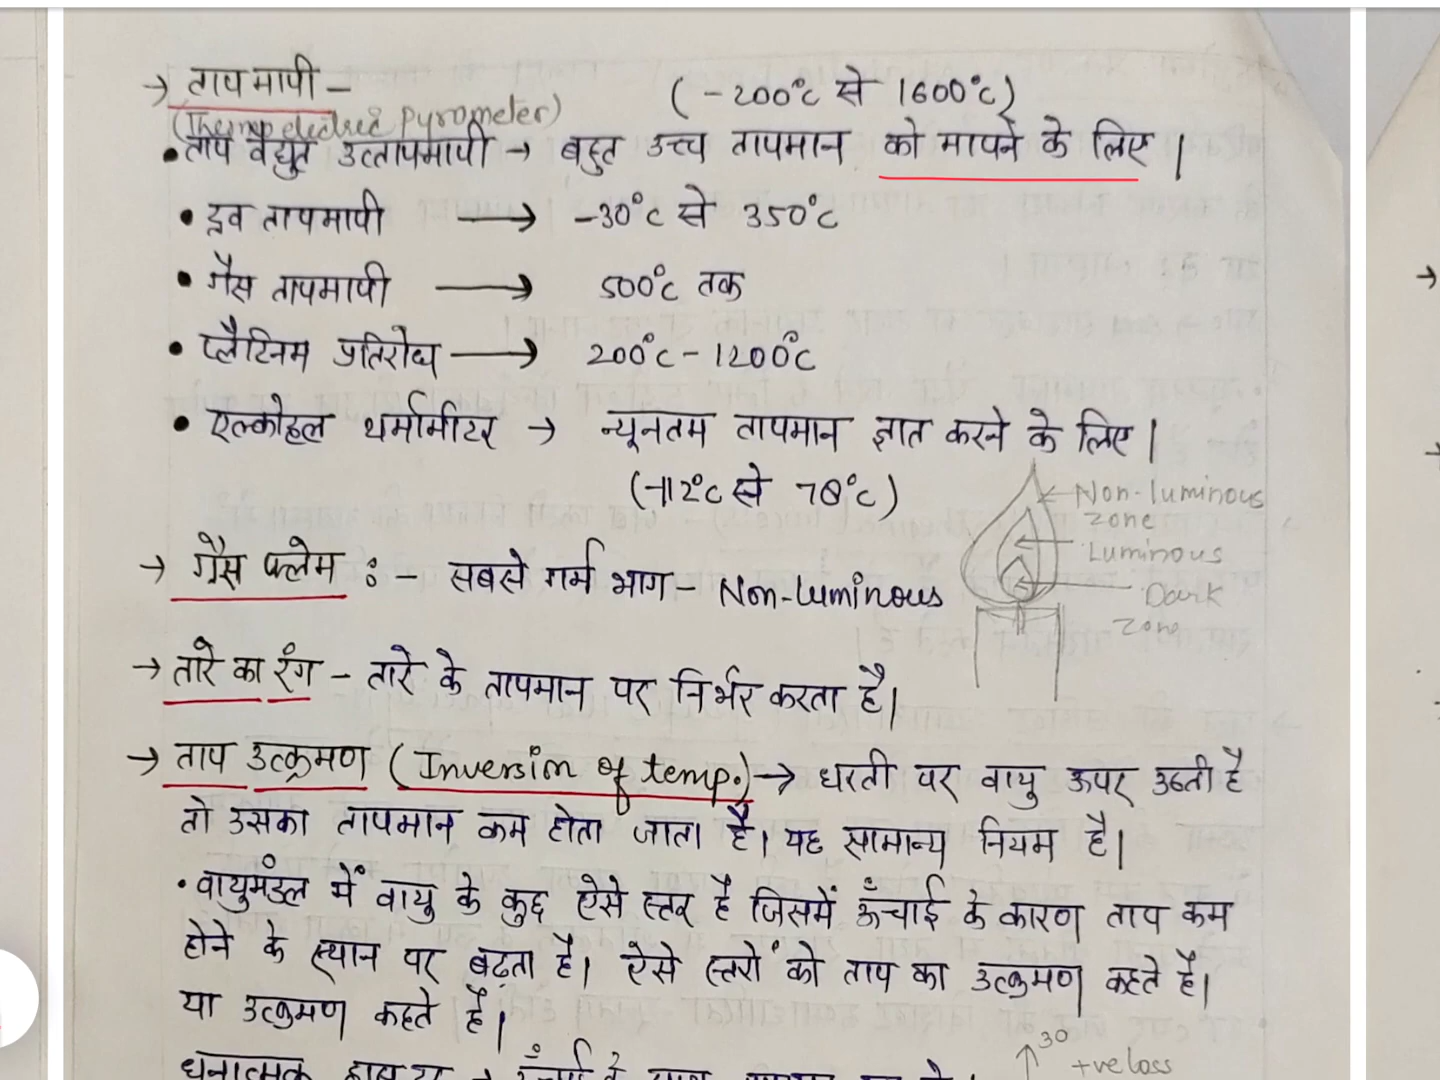 → तापमापी –
(-200°C से 1600°C)
(Thermoelectric Pyrometer)
• ताप वैद्युत उत्तापमापी → बहुत उच्च तापमान को मापने के लिए।
• द्रव तापमापी → -30°C से 350°C
• गैस तापमापी → 500°C तक
• प्लैटिनम प्रतिरोध → 200°C - 1200°C
• एल्कोहल थर्मामीटर → न्यूनतम तापमान ज्ञात करने के लिए।
(-112°C से 78°C)
Non-luminous
zone
Luminous
Dark
zone
→ गैस फ्लेम :- सबसे गर्म भाग - Non-luminous
→ तारे का रंग - तारे के तापमान पर निर्भर करता है।
→ ताप उत्क्रमण (Inversion of temp.) → धरती पर वायु ऊपर उठती है
तो उसका तापमान कम होता जाता है। यह सामान्य नियम है।
• वायुमंडल में वायु के कुछ ऐसे स्तर है जिसमें ऊँचाई के कारण ताप कम
होने के स्थान पर बढ़ता है। ऐसे स्तरों को ताप का उत्क्रमण कहते है।
या उत्क्रमण कहते है।
↑30 +ve loss
धनात्मक